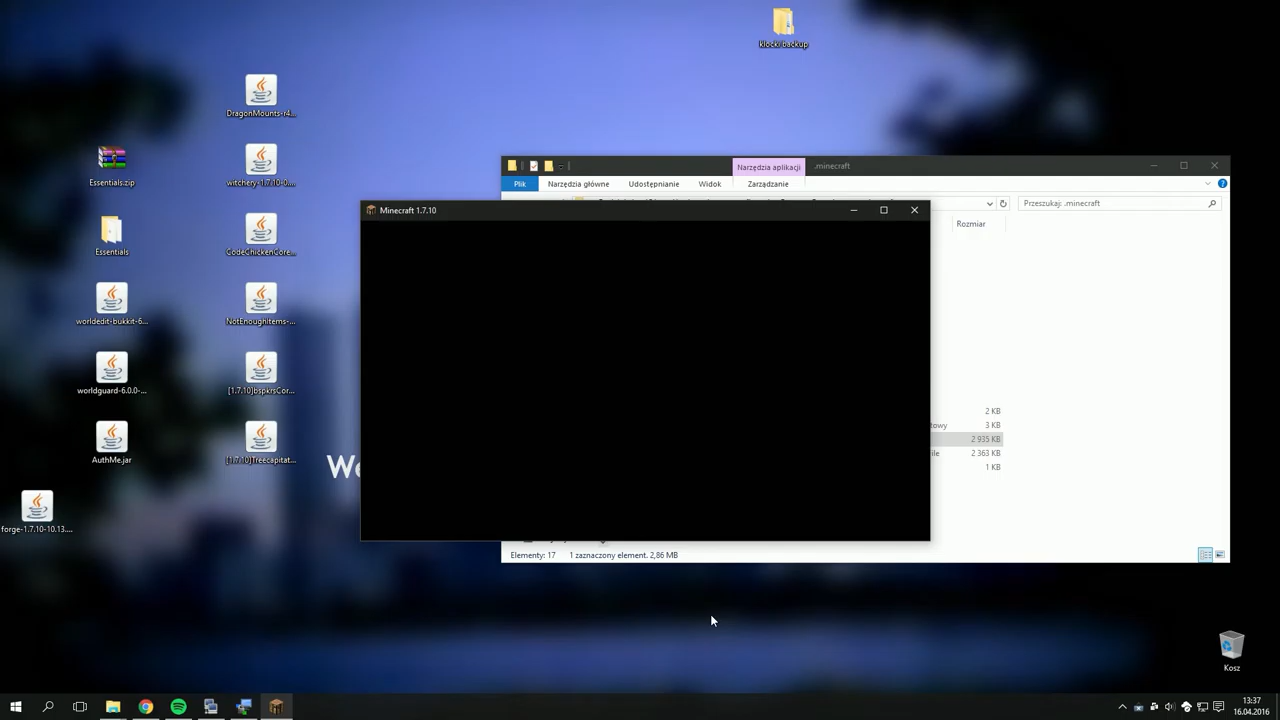 klocki backup
DragonMounts-r4...
Essentials.zip
witchery-1.7.10-0....
Narzędzia aplikacji
.minecraft
Plik
Narzędzia główne
Udostępnianie
Widok
Zarządzanie
Przeszukaj: .minecraft
Minecraft 1.7.10
Rozmiar
Essentials
CodeChickenCore...
worldedit-bukkit-6...
NotEnoughItems-...
worldguard-6.0.0-...
[1.7.10]bspkrsCor...
AuthMe.jar
[1.7.10]Treecapitat...
We
2 KB
towy
3 KB
2 935 KB
2 363 KB
1 KB
forge-1.7.10-10.13....
Elementy: 17
1 zaznaczony element. 2,86 MB
Kosz
13:37
16.04.2016